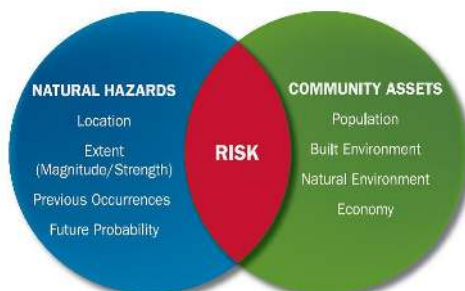 NATURAL HAZARDS
Location
Extent
(Magnitude/Strength)
Previous Occurrences
Future Probability
RISK
COMMUNITY ASSETS
Population
Built Environment
Natural Environment
Economy